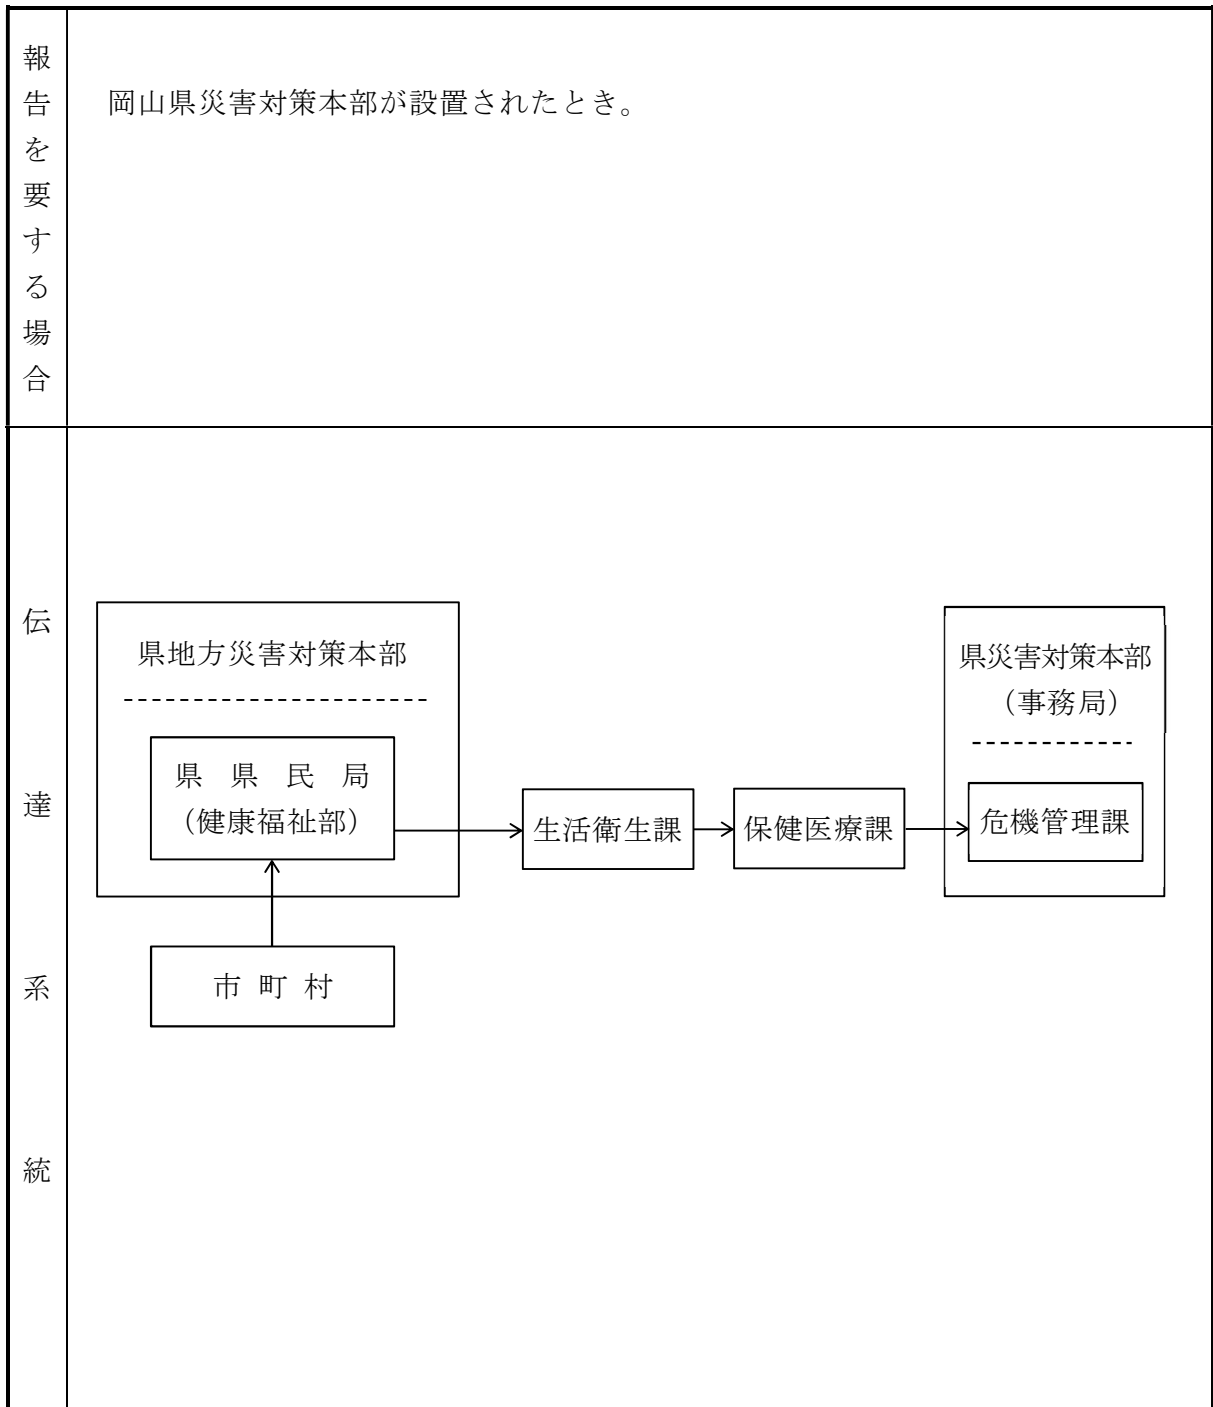 報告を要する場合
岡山県災害対策本部が設置されたとき。
伝達系統
県地方災害対策本部
県県民局
（健康福祉部）
市町村
生活衛生課
保健医療課
県災害対策本部
（事務局）
危機管理課